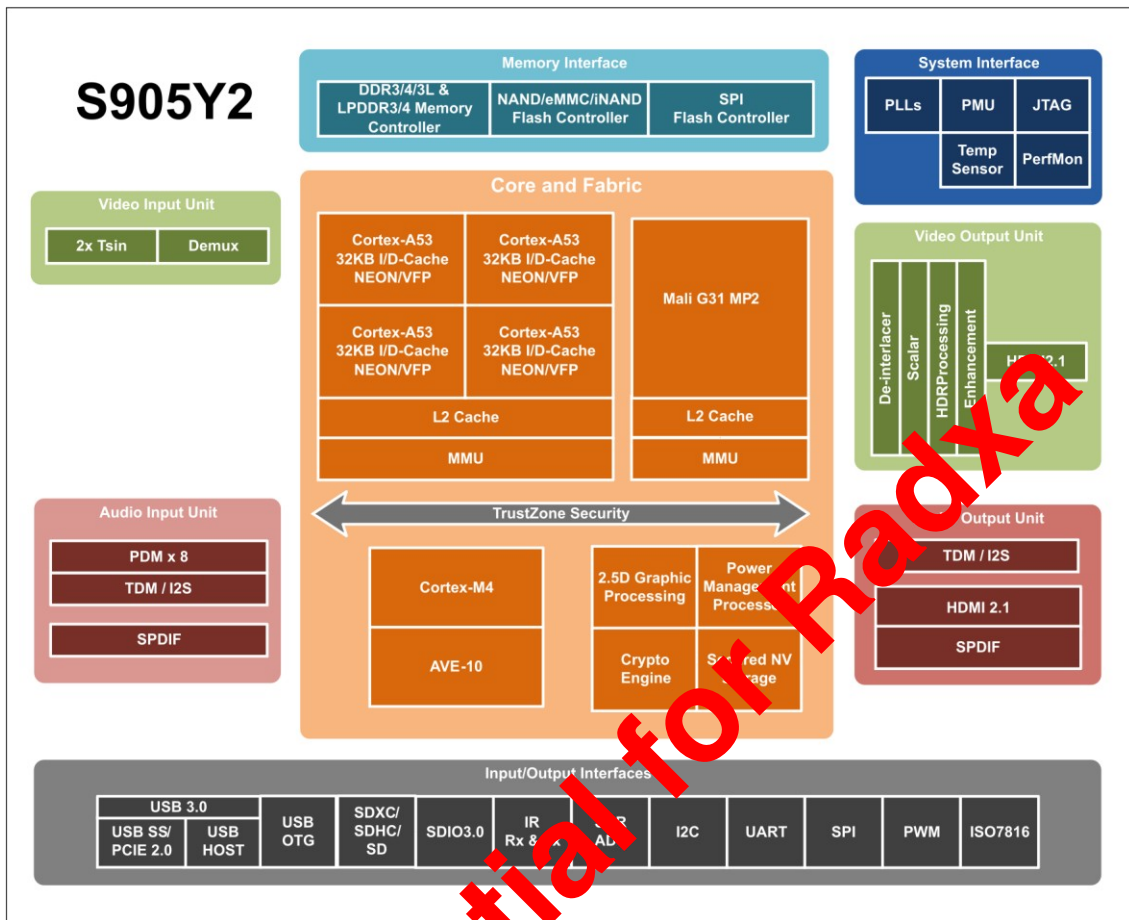 S905Y2
Memory Interface
DDR3/4/3L &
LPDDR3/4 Memory
Controller
NAND/eMMC/iNAND
Flash Controller
SPI
Flash Controller
System Interface
PLLs
PMU
JTAG
Temp
Sensor
PerfMon
Video Input Unit
2x Tsin
Demux
Core and Fabric
Cortex-A53
32KB I/D-Cache
NEON/VFP
Cortex-A53
32KB I/D-Cache
NEON/VFP
Cortex-A53
32KB I/D-Cache
NEON/VFP
Cortex-A53
32KB I/D-Cache
NEON/VFP
L2 Cache
MMU
Mali G31 MP2
L2 Cache
MMU
Video Output Unit
De-interlacer
Scalar
HDRProcessing
Enhancement
TrustZone Security
Audio Input Unit
PDM x 8
TDM / I2S
SPDIF
Cortex-M4
AVE-10
2.5D Graphic
Processing
Power
Management
Crypto
Engine
NV
Output Unit
TDM / I2S
HDMI 2.1
SPDIF
Input/Output Interfaces
USB 3.0
USB SS/
PCIE 2.0
USB
HOST
USB
OTG
SDXC/
SDHC/
SD
SDIO3.0
IR
Rx &
I2C
UART
SPI
PWM
ISO7816
tial for Radxa